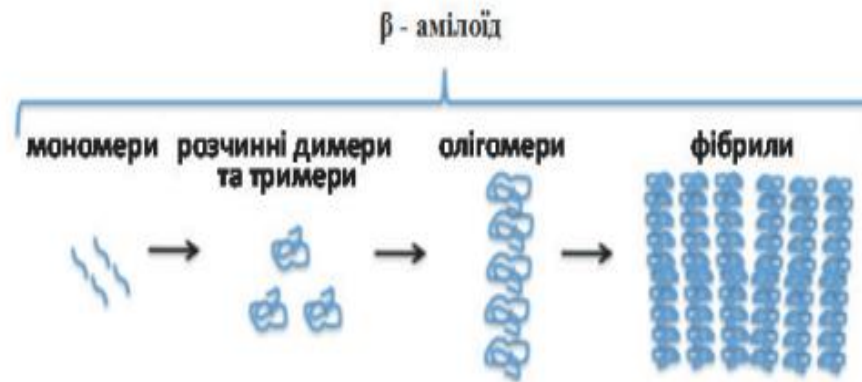 β - амілоїд
мономери
розчинні димери
та тримери
олігомери
фібрили